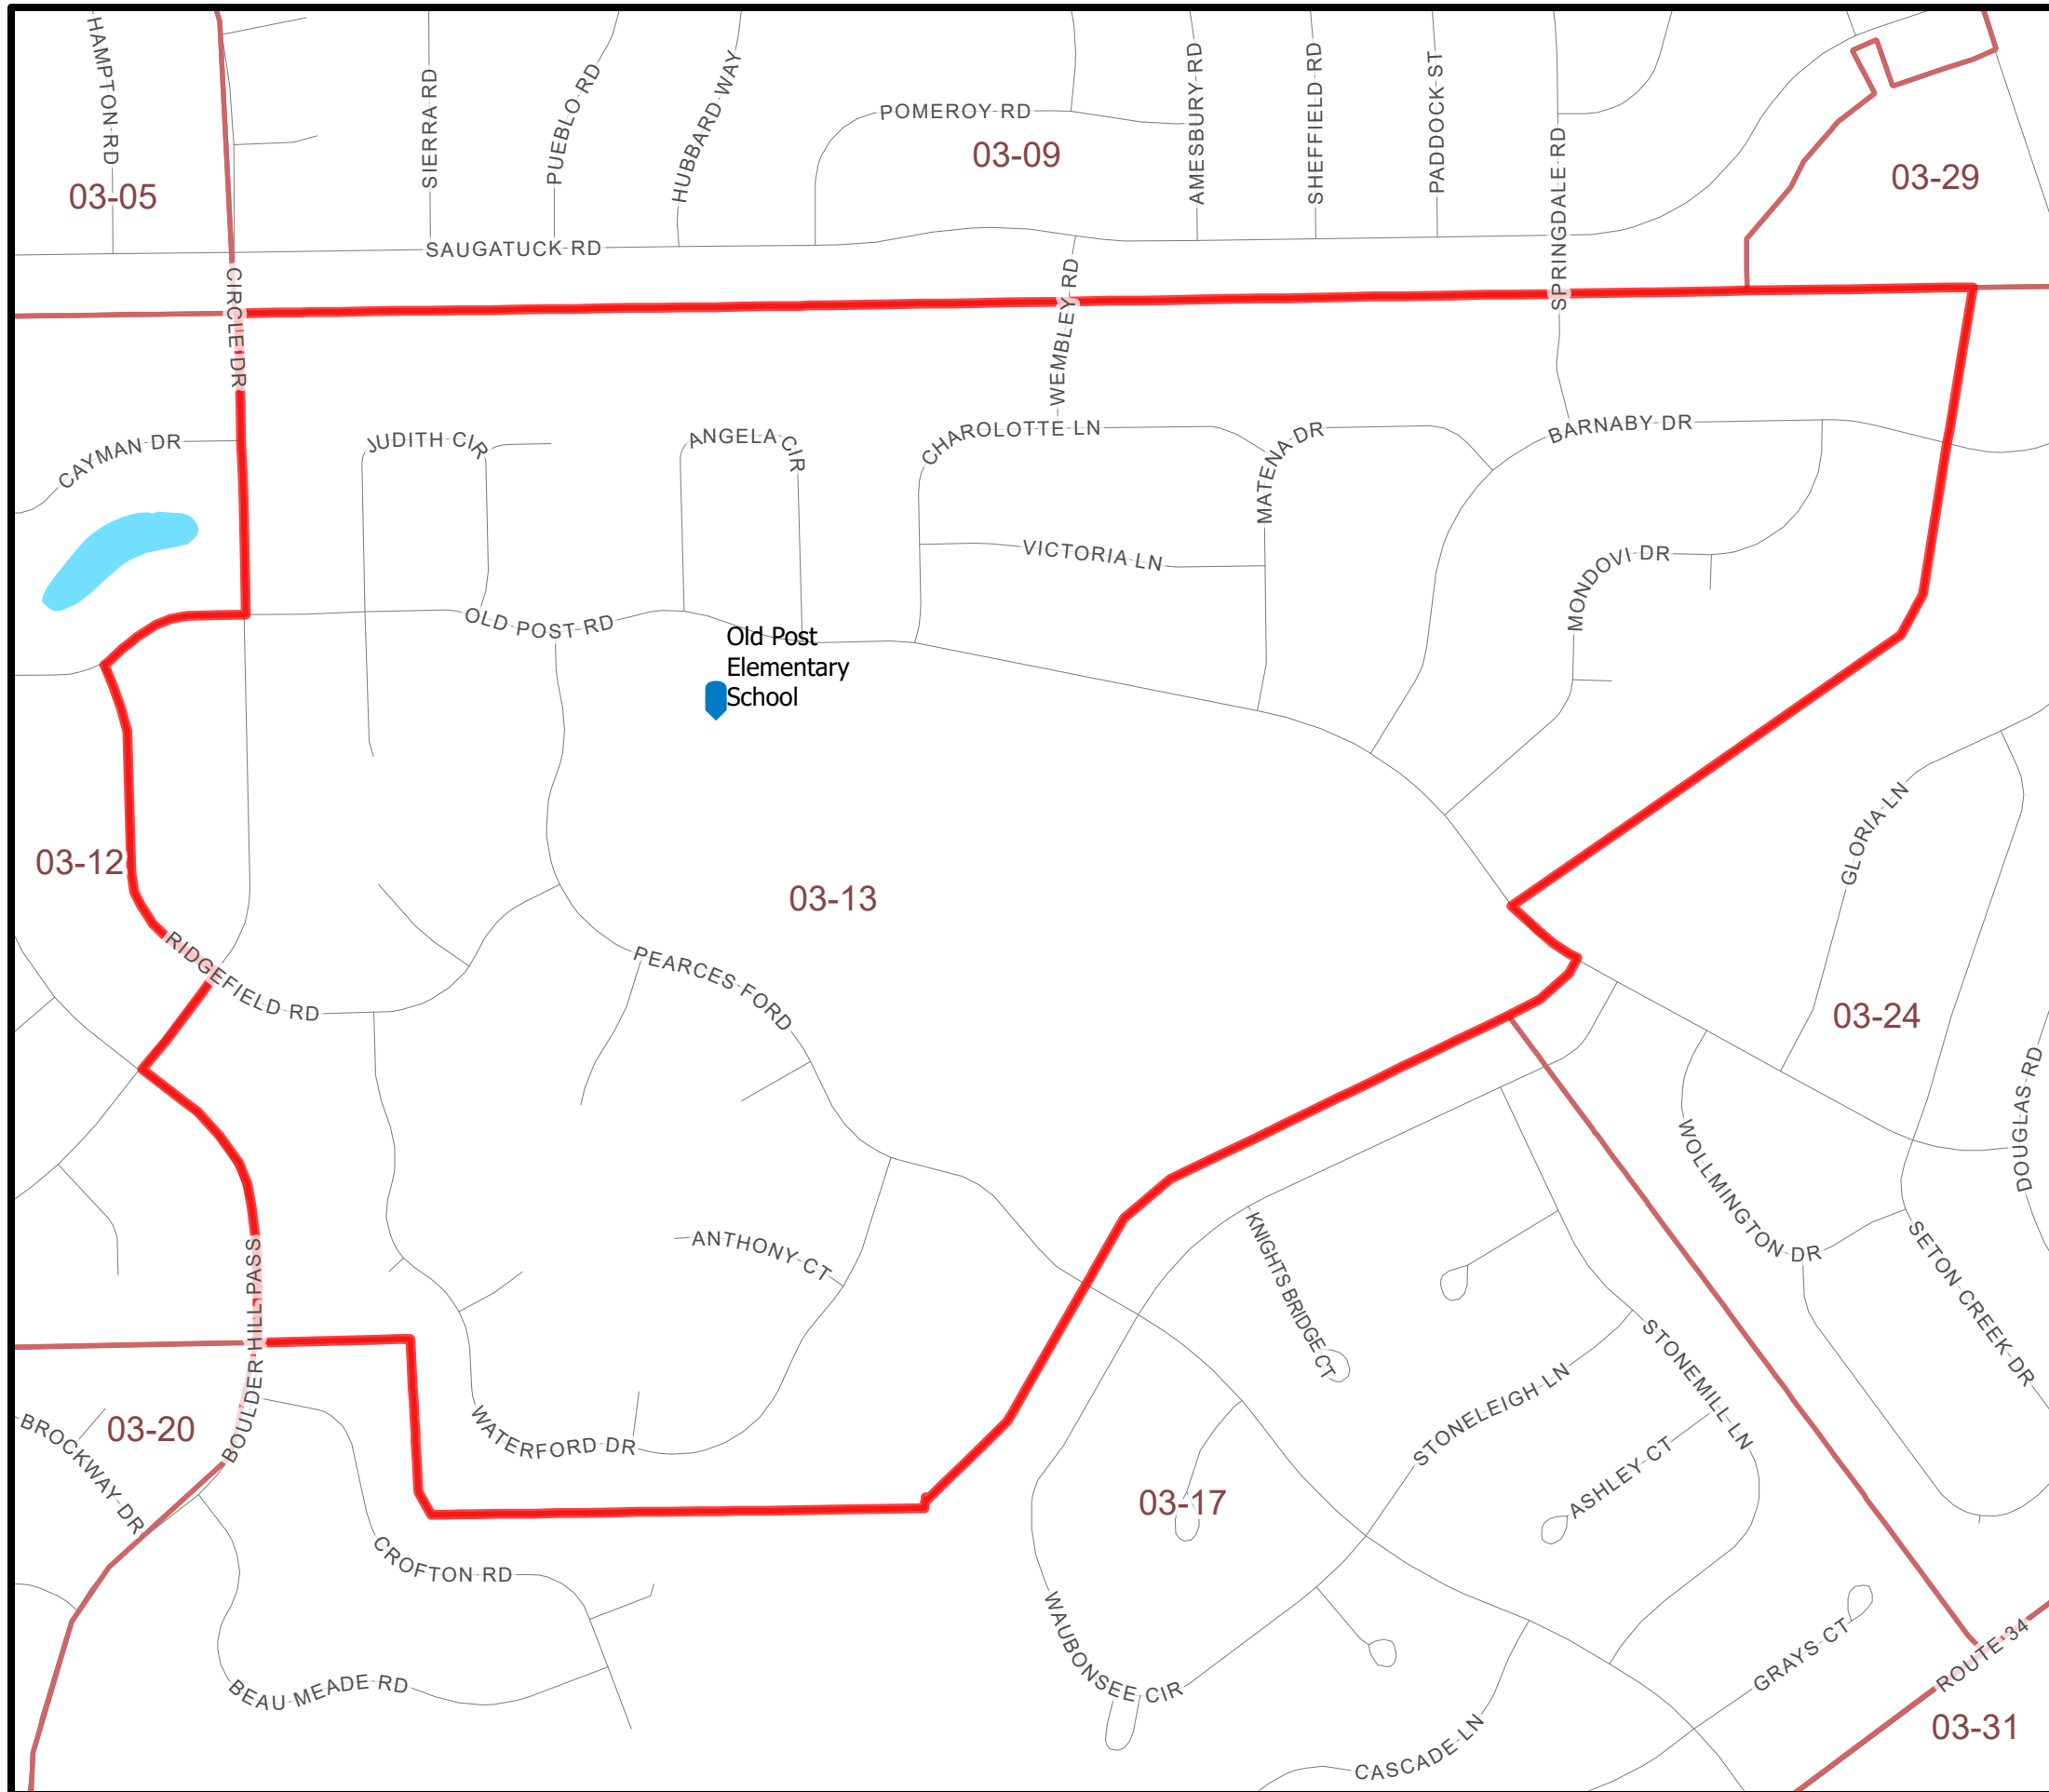 HAMPTON RD
SIERRA RD
PUEBLO RD
HUBBARD WAY
POMEROY RD
AMESBURY RD
SHEFFIELD RD
PADDOCK ST
SPRINGDALE RD
03-09
03-29
03-05
SAUGATUCK RD
CIRCLE DR
WEMBLEY RD
CAYMAN DR
JUDITH CIR
ANGELA CIR
CHAROLOTTE LN
MATENA DR
BARNABY DR
VICTORIA LN
MONDOVI DR
OLD POST RD
Old Post
Elementary
School
GLORIA LN
03-12
03-13
RIDGEFIELD RD
PEARCES FORD
03-24
DOUGLAS RD
WOLLMINGTON DR
ANTHONY CT
KNIGHTS BRIDGE CT
SETON CREEK DR
BOULDER HILL PASS
STONEMILL LN
STONELEIGH LN
03-20
BROCKWAY DR
WATERFORD DR
ASHLEY CT
03-17
CROFTON RD
WAUBONSEE CIR
GRAYS CT
ROUTE 34
BEAU MEADE RD
CASCADE LN
03-31